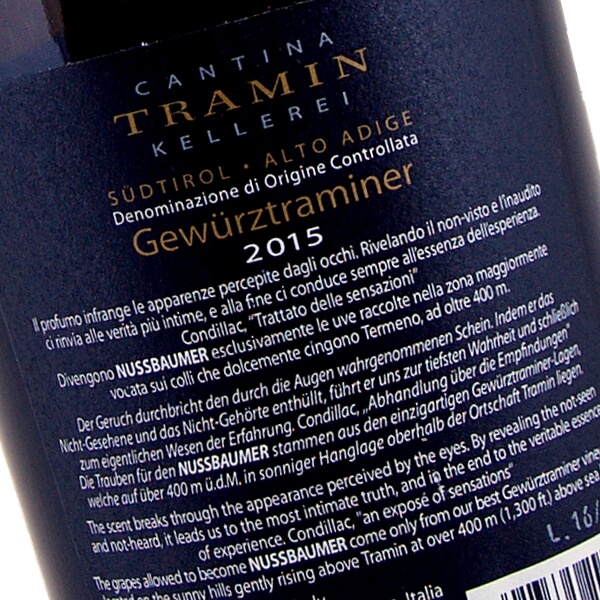 CANTINA
TRAMIN
KELLEREI
SÜDTIROL • ALTO ADIGE
Denominazione di Origine Controllata
Gewürztraminer
2015
Il profumo infrange le apparenze percepite dagli occhi. Rivelando il non-visto e l'inaudito
ci rinvia alle verità più intime, e alla fine ci conduce sempre all'essenza dell'esperienza.
Condillac, "Trattato delle sensazioni"
Divengono NUSSBAUMER esclusivamente le uve raccolte nella zona maggiormente
vocata sui colli che dolcemente cingono Termeno, ad oltre 400 m.
Der Geruch durchbricht den durch die Augen wahrgenommenen Schein. Indem er das
Nicht-Gesehene und das Nicht-Gehörte enthüllt, führt er uns zur tiefsten Wahrheit und schließlich
zum eigentlichen Wesen der Erfahrung. Condillac, „Abhandlung über die Empfindungen"
Die Trauben für den NUSSBAUMER stammen aus den einzigartigen Gewürztraminer-Lagen,
welche auf über 400 m ü.d.M. in sonniger Hanglage oberhalb der Ortschaft Tramin liegen.
The scent breaks through the appearance perceived by the eyes. By revealing the not-seen
and not-heard, it leads us to the most intimate truth, and in the end to the veritable essence
of experience. Condillac, "an exposé of sensations"
The grapes allowed to become NUSSBAUMER come only from our best Gewürztraminer
located on the sunny hills gently rising above Tramin at over 400 m (1,300 ft.) above sea
L. 16/
Italia